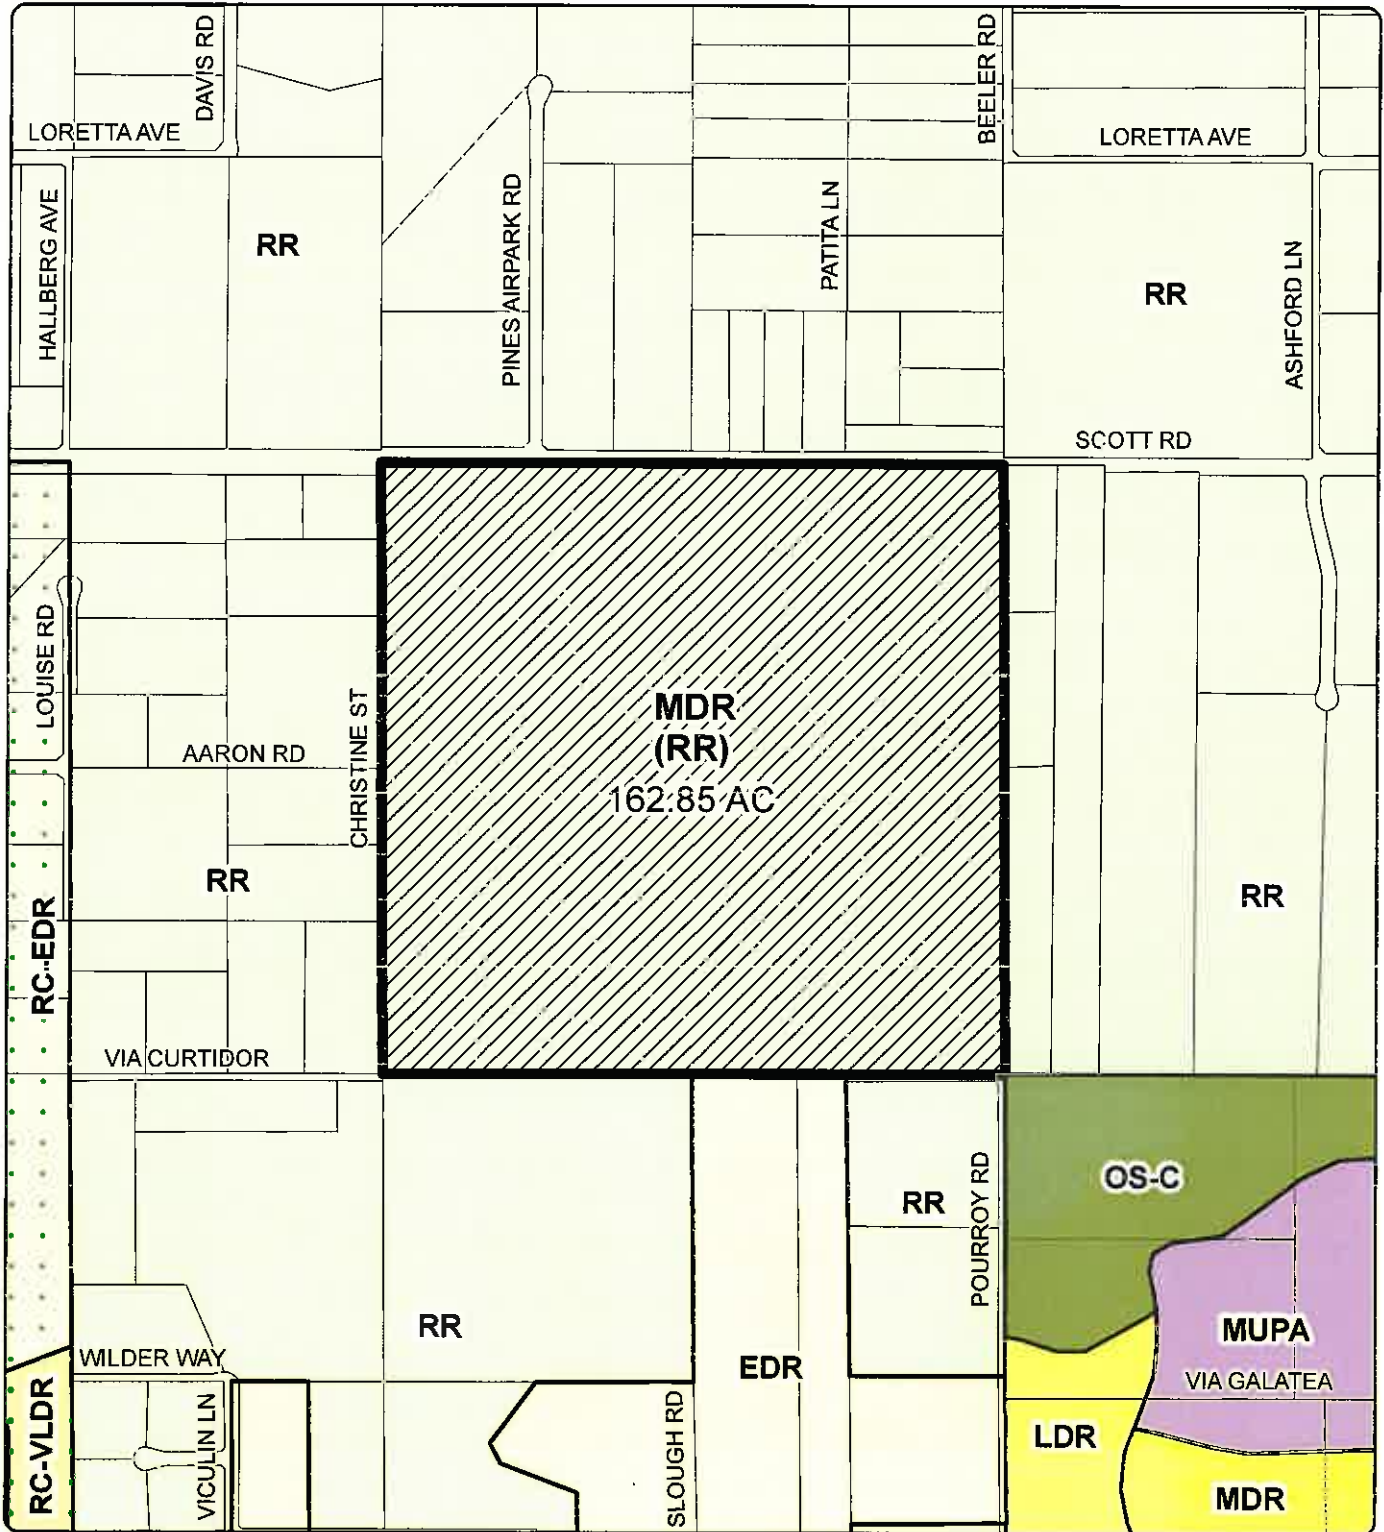 DAVIS RD
BEELER RD
LORETTA AVE
LORETTA AVE
HALLBERG AVE
RR
PINES AIRPARK RD
PATITA LN
RR
ASHFORD LN
SCOTT RD
LOUISE RD
CHRISTINE ST
MDR
(RR)
162.85 AC
AARON RD
RR
RR
RC-EDR
VIA CURTIDOR
OS-C
RR
POURROY RD
RR
MUPA
WILDER WAY
EDR
VIA GALATEA
RC-VLDR
VICULIN LN
SLOUGH RD
LDR
MDR